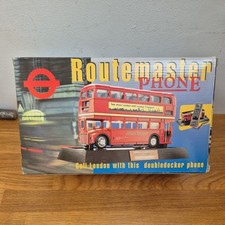 Routemaster
PHONE
Call London with this doubledecker phone